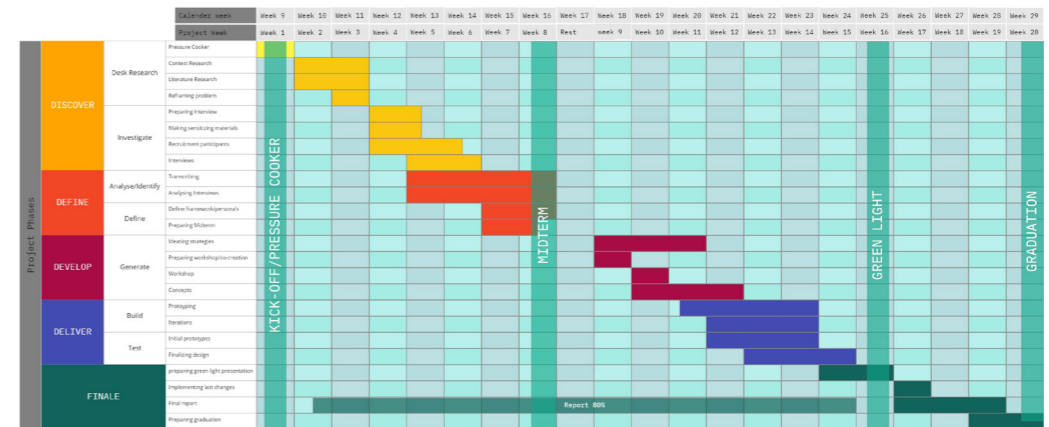 Calender week Week 9 Week 10 Week 11 Week 12 Week 13 Week 14 Week 15 Week 16 Week 17 Week 18 Week 19 Week 20 Week 21 Week 22 Week 23 Week 24 Week 25 Week 26 Week 27 Week 28 Week 29
Project Week Week 1 Week 2 Week 3 Week 4 Week 5 Week 6 Week 7 Week 8 Rest week 9 Week 10 Week 11 Week 12 Week 13 Week 14 Week 15 Week 16 Week 17 Week 18 Week 19 Week 20
Project Phases
DISCOVER
Desk Research
Pressure Cooker
Context Research
Literature Research
Reframing problem
Investigate
Preparing Interview
Making sensitizing materials
Recruitment participants
Interviews
DEFINE
Analyse/Identify
Transcribing
Analysing Interviews
Define
Define framework/personals
Preparing Midterm
DEVELOP
Generate
Ideating strategies
Preparing workshop/co-creation
Workshop
Concepts
DELIVER
Build
Prototyping
Iterations
Test
Initial prototypes
Finalizing design
FINALE
preparing green light presentation
Implementing last changes
Final report
Report 80%
Preparing graduation
KICK-OFF/PRESSURE COOKER
MIDTERM
GREEN LIGHT
GRADUATION